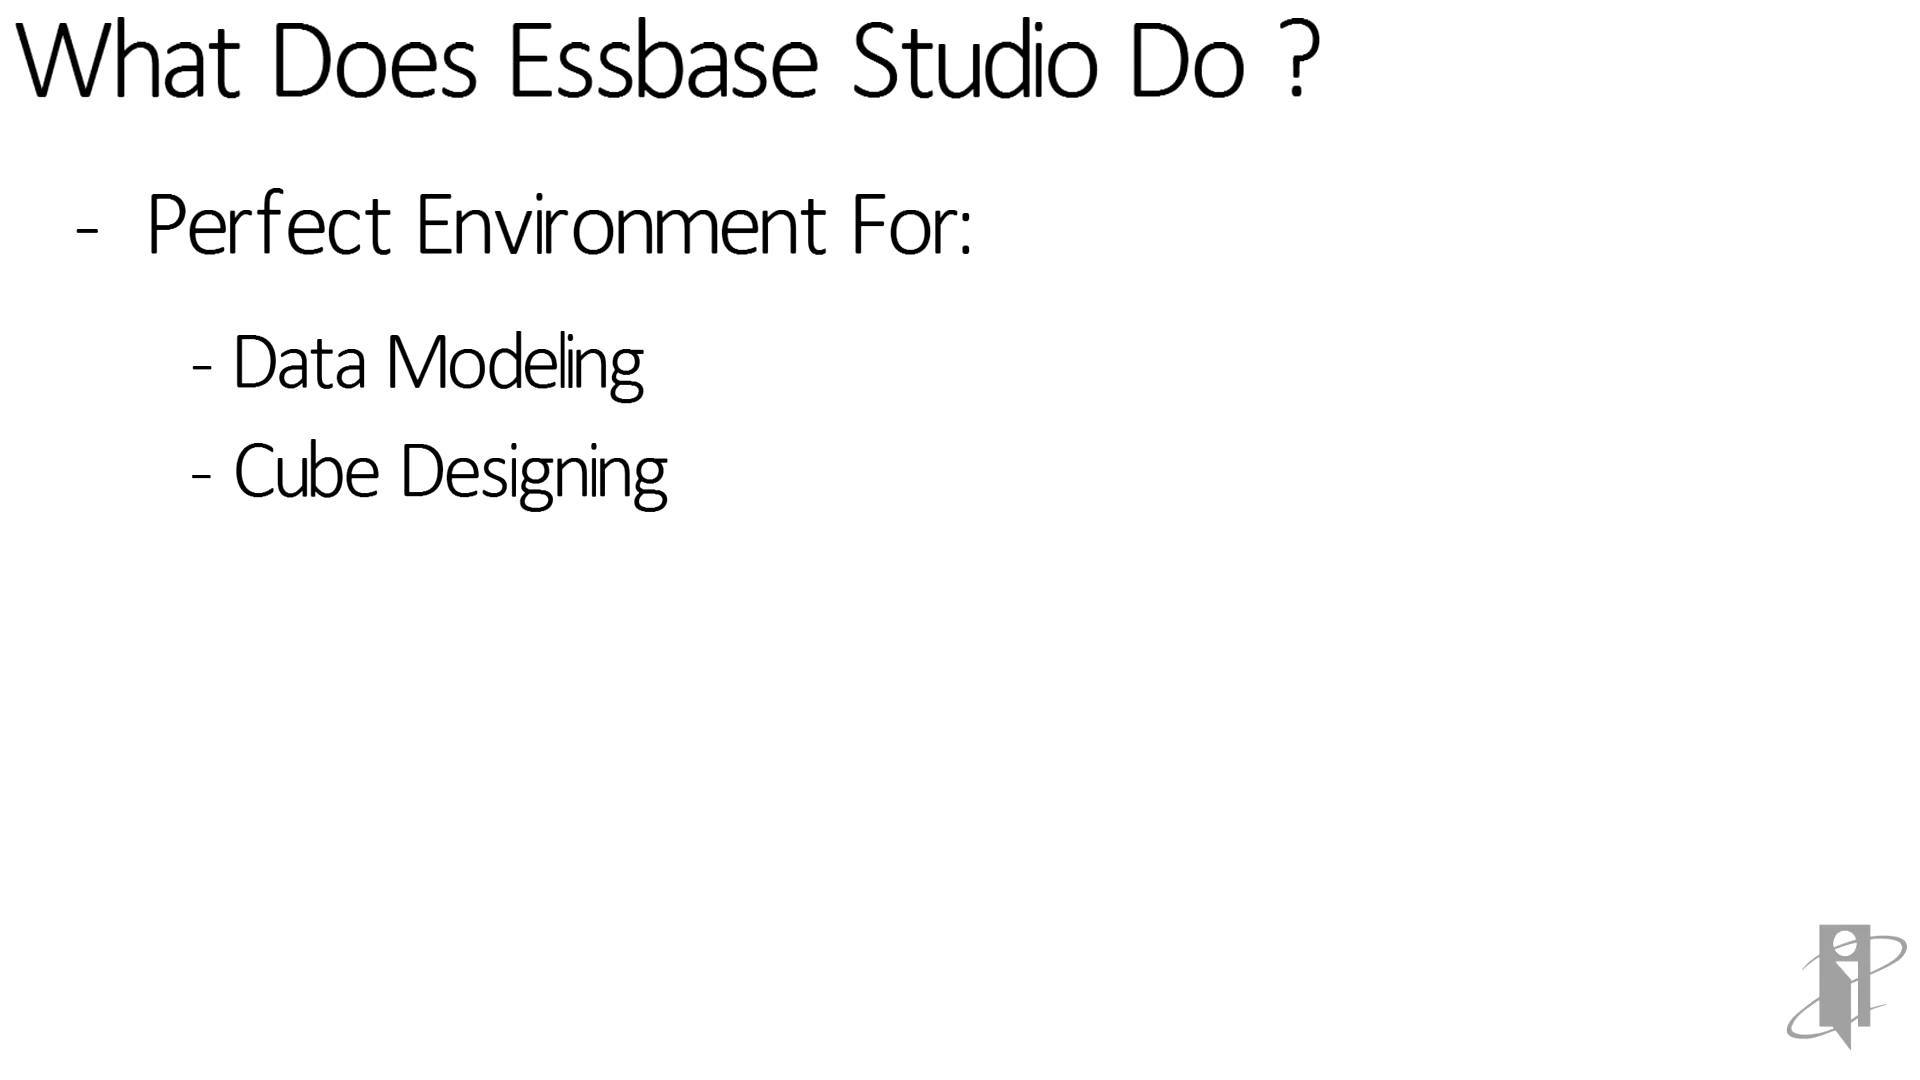 What Does Essbase Studio Do ?
- Perfect Environment For:
- Data Modeling
- Cube Designing